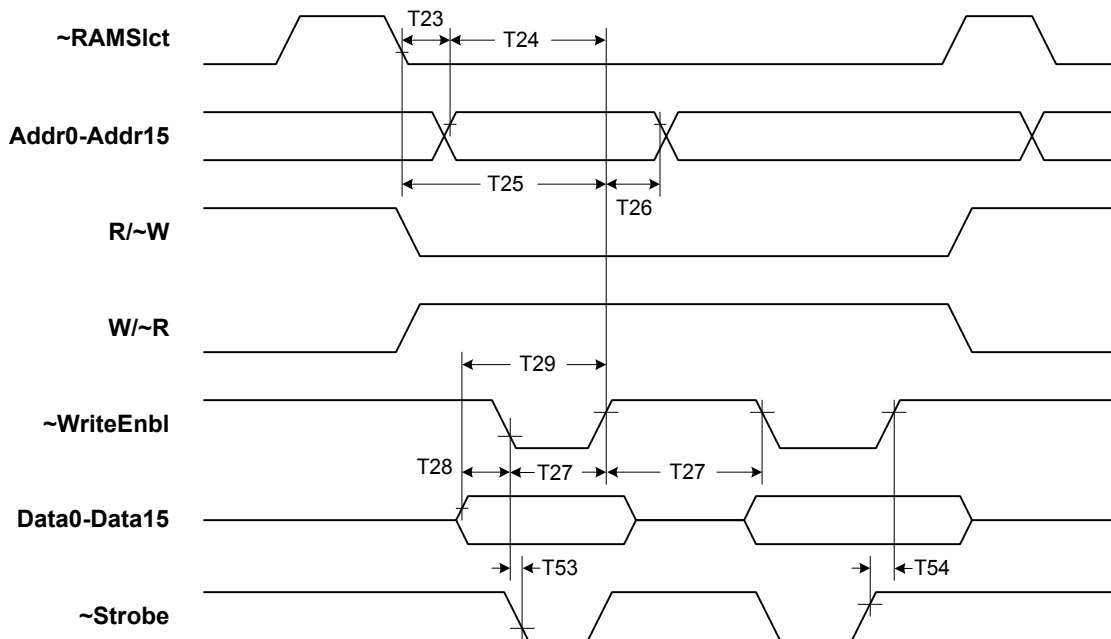 T23
~RAMSlct
T24
Addr0-Addr15
T25
T26
R/~W
W/~R
T29
~WriteEnbl
T28
T27
T27
Data0-Data15
T53
T54
~Strobe